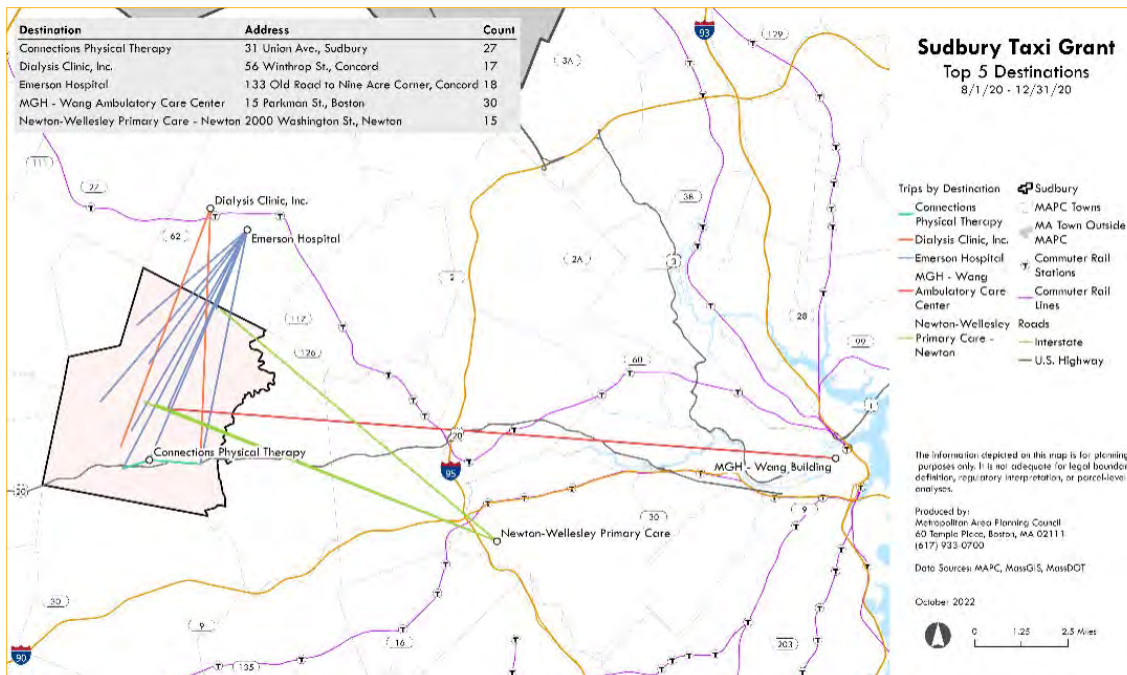 Destination Address Count
Connections Physical Therapy 31 Union Ave., Sudbury 27
Dialysis Clinic, Inc. 56 Winthrop St., Concord 17
Emerson Hospital 133 Old Road to Nine Acre Corner, Concord 18
MGH - Wang Ambulatory Care Center 15 Parkman St., Boston 30
Newton-Wellesley Primary Care - Newton 2000 Washington St., Newton 15
Sudbury Taxi Grant
Top 5 Destinations
8/1/20 - 12/31/20
93
129
3A
111
27
Dialysis Clinic, Inc.
62
Emerson Hospital
3B
2A
3
2
117
126
28
60
99
1
20
Connections Physical Therapy
95
MGH - Wang Building
20
9
30
Newton-Wellesley Primary Care
30
9
16
90
135
203
Trips by Destination
Connections
Physical Therapy
Dialysis Clinic, Inc.
Emerson Hospital
MGH - Wang
Ambulatory Care
Center
Newton-Wellesley
Primary Care -
Newton
Sudbury
MAPC Towns
MA Town Outside
MAPC
Commuter Rail
Stations
Commuter Rail
Lines
Roads
Interstate
U.S. Highway
The information depicted on this map is for planning
purposes only. It is not adequate for legal boundar
definition, regulatory interpretation, or parcel-level
analyses.
Produced by:
Metropolitan Area Planning Council
60 Temple Place, Boston, MA 02111
(617) 933-0700
Data Sources: MAPC, MassGIS, MassDOT
October 2022
0 1.25 2.5 Miles